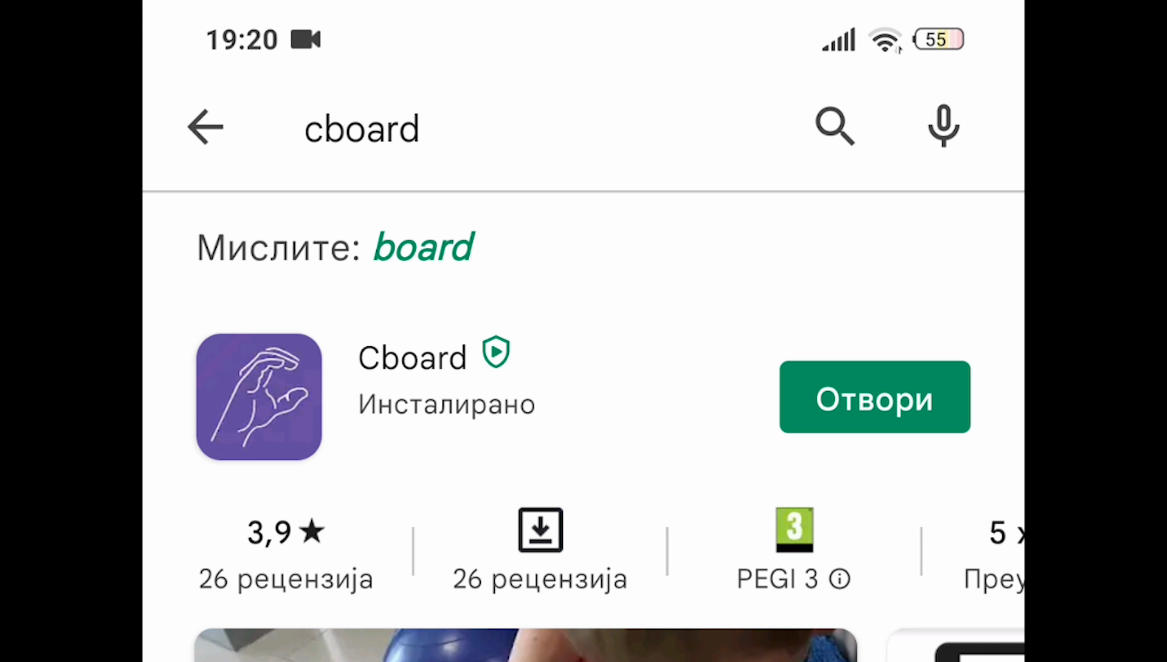 19:20
55
cboard
Мислите: board
Cboard
Инсталирано
Отвори
3,9★
26 рецензија
26 рецензија
3
PEGI 3
5